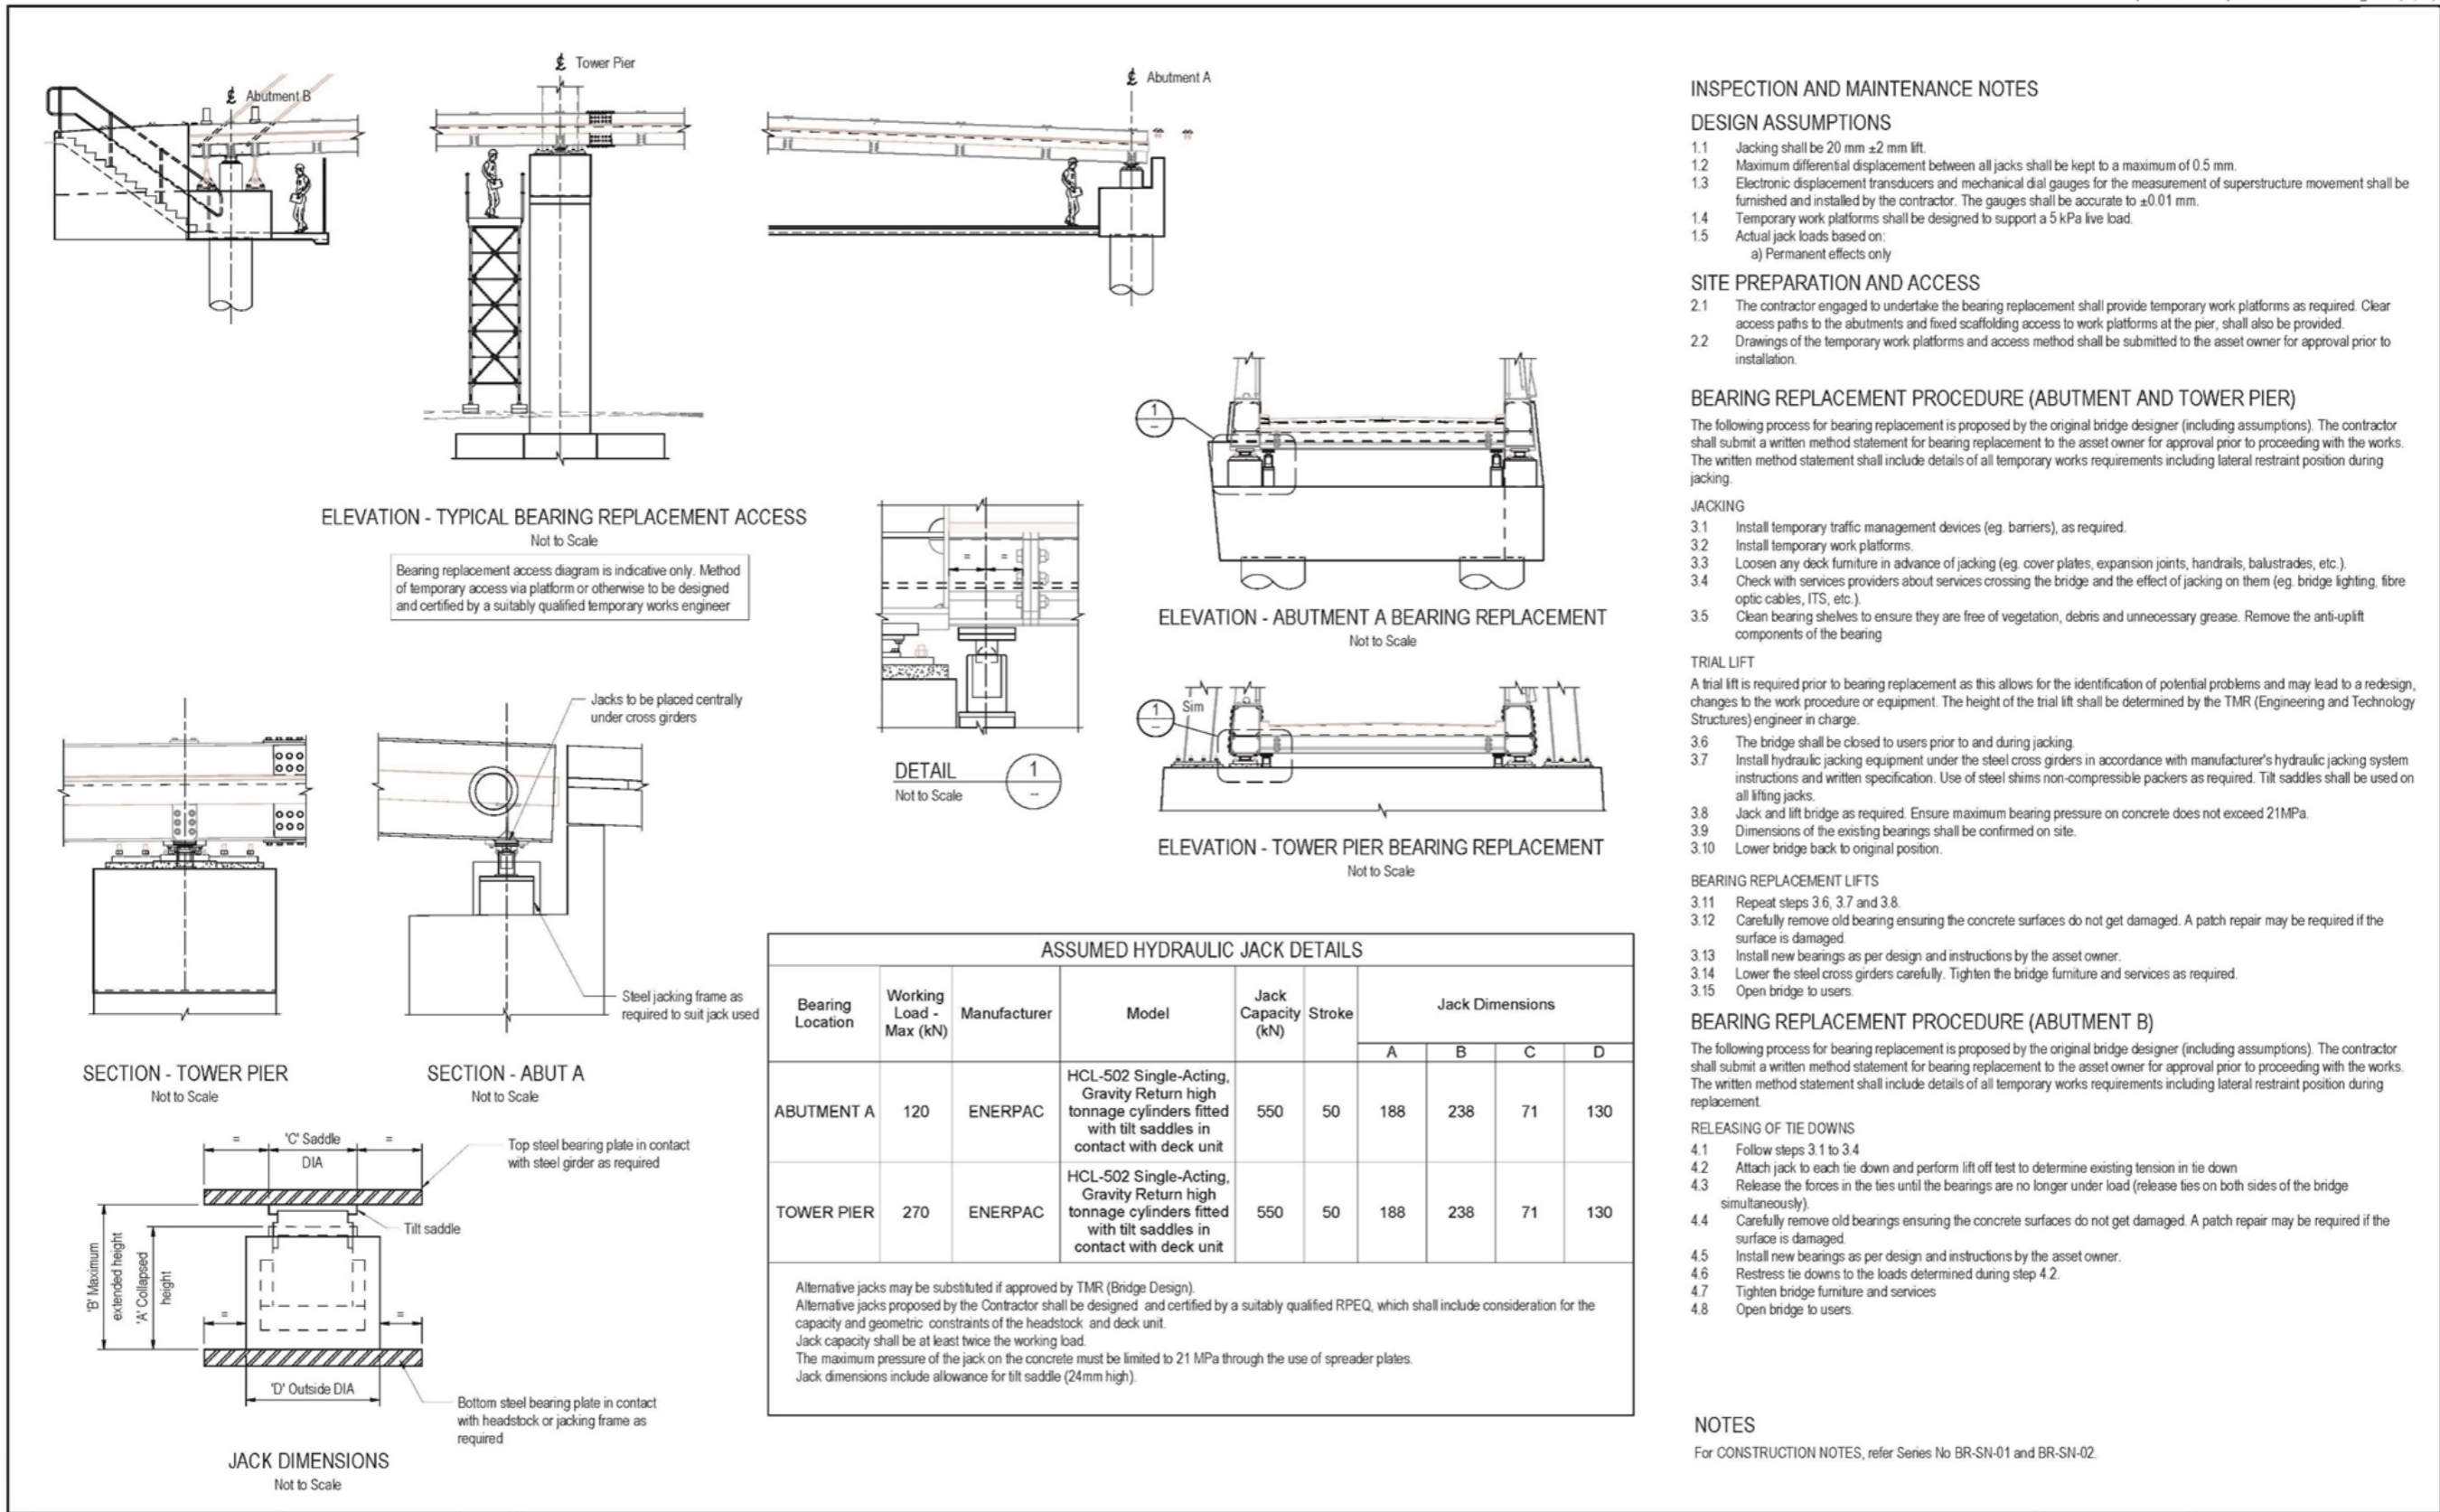 ℄ Abutment B
℄ Tower Pier
℄ Abutment A
ELEVATION - TYPICAL BEARING REPLACEMENT ACCESS
Not to Scale
Bearing replacement access diagram is indicative only. Method
of temporary access via platform or otherwise to be designed
and certified by a suitably qualified temporary works engineer
1
–
ELEVATION - ABUTMENT A BEARING REPLACEMENT
Not to Scale
=
=
DETAIL
Not to Scale
1
–
1
–
Sim
ELEVATION - TOWER PIER BEARING REPLACEMENT
Not to Scale
SECTION - TOWER PIER
Not to Scale
Jacks to be placed centrally
under cross girders
Steel jacking frame as
required to suit jack used
SECTION - ABUT A
Not to Scale
=
'C' Saddle
DIA
=
Top steel bearing plate in contact
with steel girder as required
Tilt saddle
'B' Maximum
extended height
'A' Collapsed
height
=
=
'D' Outside DIA
Bottom steel bearing plate in contact
with headstock or jacking frame as
required
JACK DIMENSIONS
Not to Scale
ASSUMED HYDRAULIC JACK DETAILS
Bearing
Location
Working
Load -
Max (kN)
Manufacturer
Model
Jack
Capacity
(kN)
Stroke
Jack Dimensions
A B C D
ABUTMENT A
120
ENERPAC
HCL-502 Single-Acting,
Gravity Return high
tonnage cylinders fitted
with tilt saddles in
contact with deck unit
550 50 188 238 71 130
TOWER PIER
270
ENERPAC
HCL-502 Single-Acting,
Gravity Return high
tonnage cylinders fitted
with tilt saddles in
contact with deck unit
550 50 188 238 71 130
Alternative jacks may be substituted if approved by TMR (Bridge Design).
Alternative jacks proposed by the Contractor shall be designed and certified by a suitably qualified RPEQ, which shall include consideration for the
capacity and geometric constraints of the headstock and deck unit.
Jack capacity shall be at least twice the working load.
The maximum pressure of the jack on the concrete must be limited to 21 MPa through the use of spreader plates.
Jack dimensions include allowance for tilt saddle (24mm high).
INSPECTION AND MAINTENANCE NOTES
DESIGN ASSUMPTIONS
1.1 Jacking shall be 20 mm ±2 mm lift.
1.2 Maximum differential displacement between all jacks shall be kept to a maximum of 0.5 mm.
1.3 Electronic displacement transducers and mechanical dial gauges for the measurement of superstructure movement shall be
furnished and installed by the contractor. The gauges shall be accurate to ±0.01 mm.
1.4 Temporary work platforms shall be designed to support a 5 kPa live load.
1.5 Actual jack loads based on:
a) Permanent effects only
SITE PREPARATION AND ACCESS
2.1 The contractor engaged to undertake the bearing replacement shall provide temporary work platforms as required. Clear
access paths to the abutments and fixed scaffolding access to work platforms at the pier, shall also be provided.
2.2 Drawings of the temporary work platforms and access method shall be submitted to the asset owner for approval prior to
installation.
BEARING REPLACEMENT PROCEDURE (ABUTMENT AND TOWER PIER)
The following process for bearing replacement is proposed by the original bridge designer (including assumptions). The contractor
shall submit a written method statement for bearing replacement to the asset owner for approval prior to proceeding with the works.
The written method statement shall include details of all temporary works requirements including lateral restraint position during
jacking.
JACKING
3.1 Install temporary traffic management devices (eg. barriers), as required.
3.2 Install temporary work platforms.
3.3 Loosen any deck furniture in advance of jacking (eg. cover plates, expansion joints, handrails, balustrades, etc.).
3.4 Check with services providers about services crossing the bridge and the effect of jacking on them (eg. bridge lighting, fibre
optic cables, ITS, etc.).
3.5 Clean bearing shelves to ensure they are free of vegetation, debris and unnecessary grease. Remove the anti-uplift
components of the bearing
TRIAL LIFT
A trial lift is required prior to bearing replacement as this allows for the identification of potential problems and may lead to a redesign,
changes to the work procedure or equipment. The height of the trial lift shall be determined by the TMR (Engineering and Technology
Structures) engineer in charge.
3.6 The bridge shall be closed to users prior to and during jacking.
3.7 Install hydraulic jacking equipment under the steel cross girders in accordance with manufacturer's hydraulic jacking system
instructions and written specification. Use of steel shims non-compressible packers as required. Tilt saddles shall be used on
all lifting jacks.
3.8 Jack and lift bridge as required. Ensure maximum bearing pressure on concrete does not exceed 21MPa.
3.9 Dimensions of the existing bearings shall be confirmed on site.
3.10 Lower bridge back to original position.
BEARING REPLACEMENT LIFTS
3.11 Repeat steps 3.6, 3.7 and 3.8.
3.12 Carefully remove old bearing ensuring the concrete surfaces do not get damaged. A patch repair may be required if the
surface is damaged.
3.13 Install new bearings as per design and instructions by the asset owner.
3.14 Lower the steel cross girders carefully. Tighten the bridge furniture and services as required.
3.15 Open bridge to users.
BEARING REPLACEMENT PROCEDURE (ABUTMENT B)
The following process for bearing replacement is proposed by the original bridge designer (including assumptions). The contractor
shall submit a written method statement for bearing replacement to the asset owner for approval prior to proceeding with the works.
The written method statement shall include details of all temporary works requirements including lateral restraint position during
replacement.
RELEASING OF TIE DOWNS
4.1 Follow steps 3.1 to 3.4
4.2 Attach jack to each tie down and perform lift off test to determine existing tension in tie down
4.3 Release the forces in the ties until the bearings are no longer under load (release ties on both sides of the bridge
simultaneously).
4.4 Carefully remove old bearings ensuring the concrete surfaces do not get damaged. A patch repair may be required if the
surface is damaged.
4.5 Install new bearings as per design and instructions by the asset owner.
4.6 Restress tie downs to the loads determined during step 4.2.
4.7 Tighten bridge furniture and services
4.8 Open bridge to users.
NOTES
For CONSTRUCTION NOTES, refer Series No BR-SN-01 and BR-SN-02.